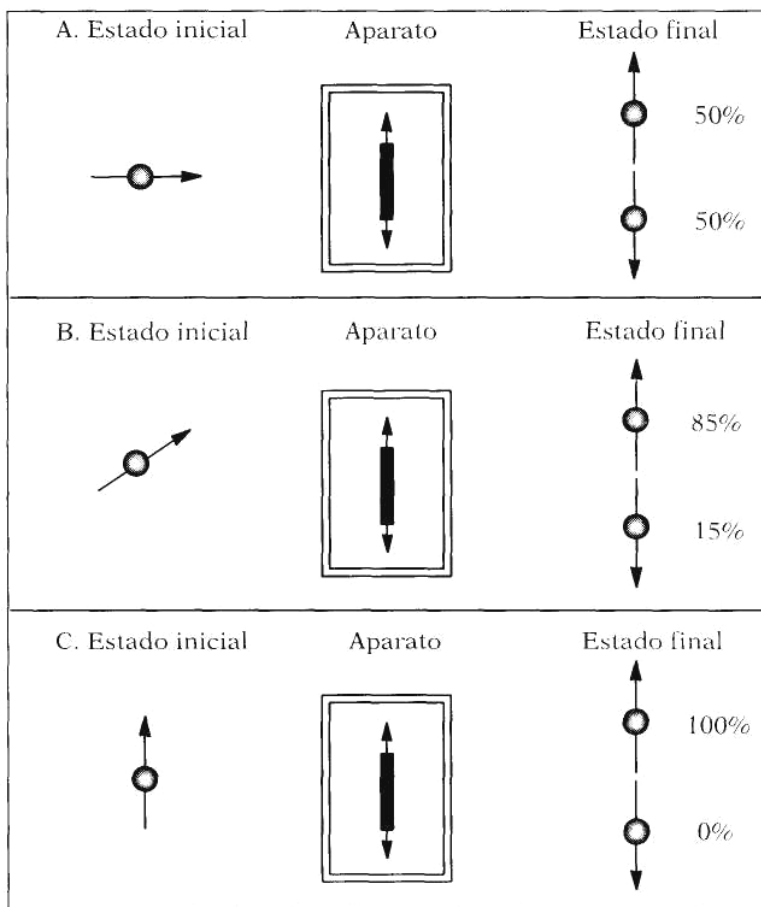 A. Estado inicial Aparato Estado final
50%
50%
B. Estado inicial Aparato Estado final
85%
15%
C. Estado inicial Aparato Estado final
100%
0%